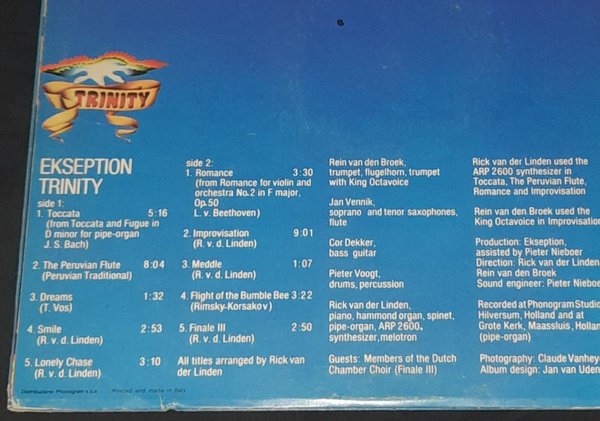 TRINITY
EKSEPTION
TRINITY
side 1:
1. Toccata 5:16
(from Toccata and Fugue in
D minor for pipe-organ
J. S. Bach)
2. The Peruvian Flute 8:04
(Peruvian Traditional)
3. Dreams 1:32
(T. Vos)
4. Smile 2:53
(R. v. d. Linden)
5. Lonely Chase 3:10
(R. v. d. Linden)
side 2:
1. Romance 3:30
(from Romance for violin and
orchestra No. 2 in F major,
Op. 50
L. v. Beethoven)
2. Improvisation 9:01
(R. v. d. Linden)
3. Meddle 1:07
(R. v. d. Linden)
4. Flight of the Bumble Bee 3:22
(Rimsky-Korsakov)
5. Finale III 2:50
(R. v. d. Linden)
All titles arranged by Rick van
der Linden
Rein van den Broek,
trumpet, flugelhorn, trumpet
with King Octavoice
Jan Vennik,
soprano and tenor saxophones,
flute
Cor Dekker,
bass guitar
Pieter Voogt,
drums, percussion
Rick van der Linden,
piano, hammond organ, spinet,
pipe-organ, ARP 2600,
synthesizer, melotron
Guests: Members of the Dutch
Chamber Choir (Finale III)
Rick van der Linden used the
ARP 2600 synthesizer in
Toccata, The Peruvian Flute,
Romance and Improvisation
Rein van den Broek used the
King Octavoice in Improvisation
Production: Ekseption,
assisted by Pieter Nieboer
Direction: Rick van der Linden,
Rein van den Broek
Sound engineer: Pieter Nieboe
Recorded at Phonogram Studio
Hilversum, Holland and at
Grote Kerk, Maassluis, Hollan
(pipe-organ)
Photography: Claude Vanhey
Album design: Jan van Uden
Distribuzione Phonogram s.p.a. Printed and made in Italy